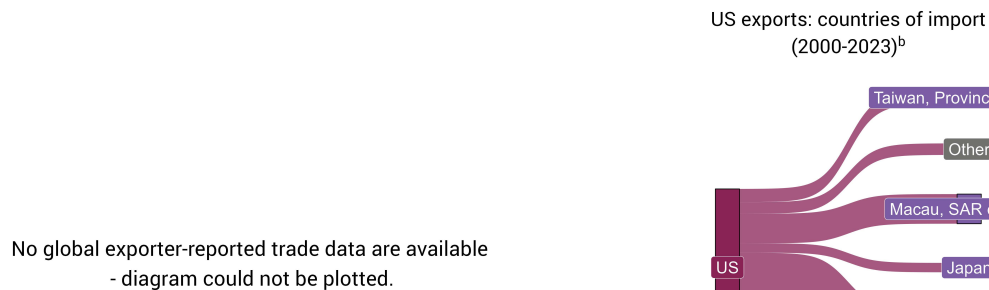 US exports: countries of import
(2000-2023)b
Taiwan, Provinc
Other
Macau, SAR
No global exporter-reported trade data are available
- diagram could not be plotted.
US
Japan